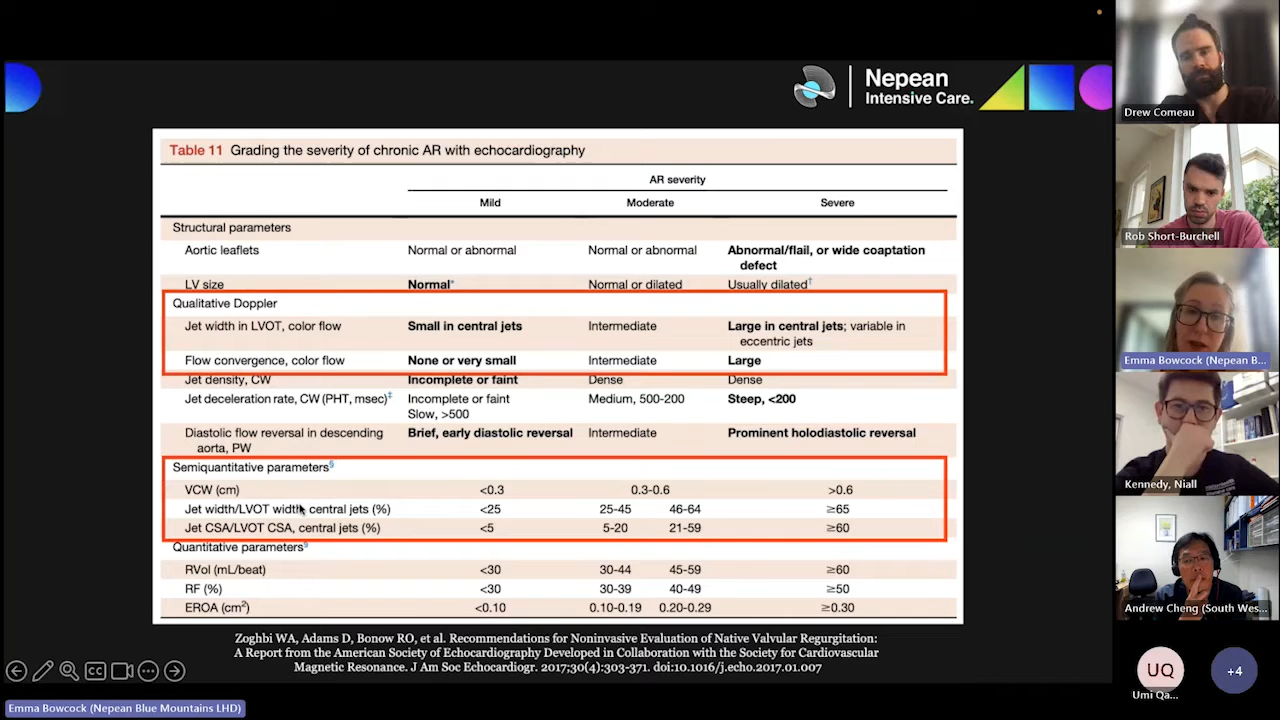 Nepean
Intensive Care.
Table 11 Grading the severity of chronic AR with echocardiography
AR severity
Mild Moderate Severe
Structural parameters
Aortic leaflets Normal or abnormal Normal or abnormal Abnormal/flail, or wide coaptation
defect
LV size Normal* Normal or dilated Usually dilated†
Qualitative Doppler
Jet width in LVOT, color flow Small in central jets Intermediate Large in central jets; variable in
eccentric jets
Flow convergence, color flow None or very small Intermediate Large
Jet density, CW Incomplete or faint Dense Dense
Jet deceleration rate, CW (PHT, msec)‡ Incomplete or faint Medium, 500-200 Steep, <200
Slow, >500
Diastolic flow reversal in descending Brief, early diastolic reversal Intermediate Prominent holodiastolic reversal
aorta, PW
Semiquantitative parameters§
VCW (cm) <0.3 0.3-0.6 >0.6
Jet width/LVOT width, central jets (%) <25 25-45 46-64 ≥65
Jet CSA/LVOT CSA, central jets (%) <5 5-20 21-59 ≥60
Quantitative parameters§
RVol (mL/beat) <30 30-44 45-59 ≥60
RF (%) <30 30-39 40-49 ≥50
EROA (cm²) <0.10 0.10-0.19 0.20-0.29 ≥0.30
Zoghbi WA, Adams D, Bonow RO, et al. Recommendations for Noninvasive Evaluation of Native Valvular Regurgitation:
A Report from the American Society of Echocardiography Developed in Collaboration with the Society for Cardiovascular
Magnetic Resonance. J Am Soc Echocardiogr. 2017;30(4):303-371. doi:10.1016/j.echo.2017.01.007
CC
Emma Bowcock (Nepean Blue Mountains LHD)
Drew Comeau
Rob Short-Burchell
Emma Bowcock (Nepean B...
Kennedy, Niall
Andrew Cheng (South Wes...
UQ +4
Umi Qa...